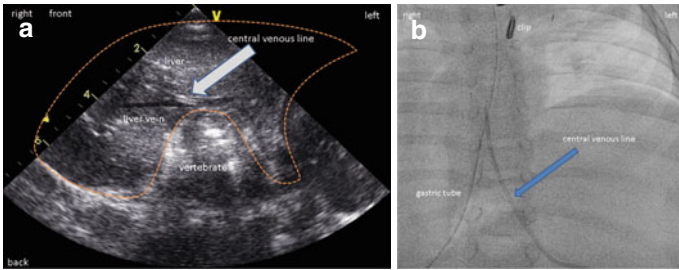 a
right
front
left
V
central venous line
2
liver
4
liver vein
6
vertebrate
back
b
right
left
clip
central venous line
gastric tube